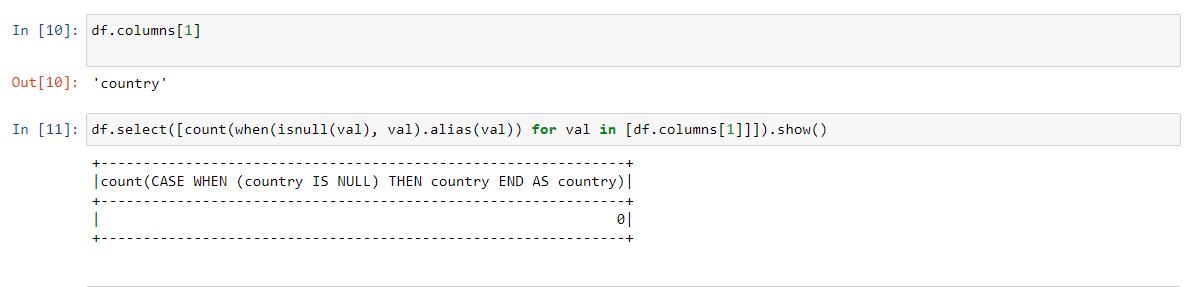 In [10]: df.columns[1]
Out[10]: 'country'
In [11]: df.select([count(when(isnull(val), val).alias(val)) for val in [df.columns[1]]]).show()
+--------------------------------------------------------------+
|count(CASE WHEN (country IS NULL) THEN country END AS country)|
+--------------------------------------------------------------+
|                                                             0|
+--------------------------------------------------------------+